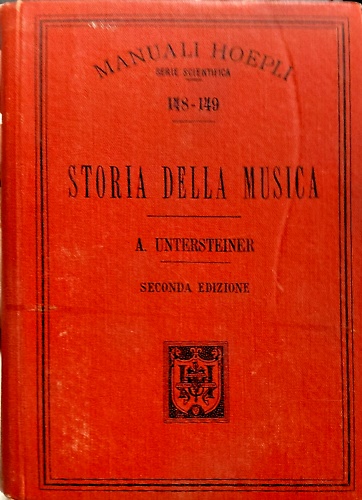 MANUALI HOEPLI
SERIE SCIENTIFICA
148-149
STORIA DELLA MUSICA
A. UNTERSTEINER
SECONDA EDIZIONE